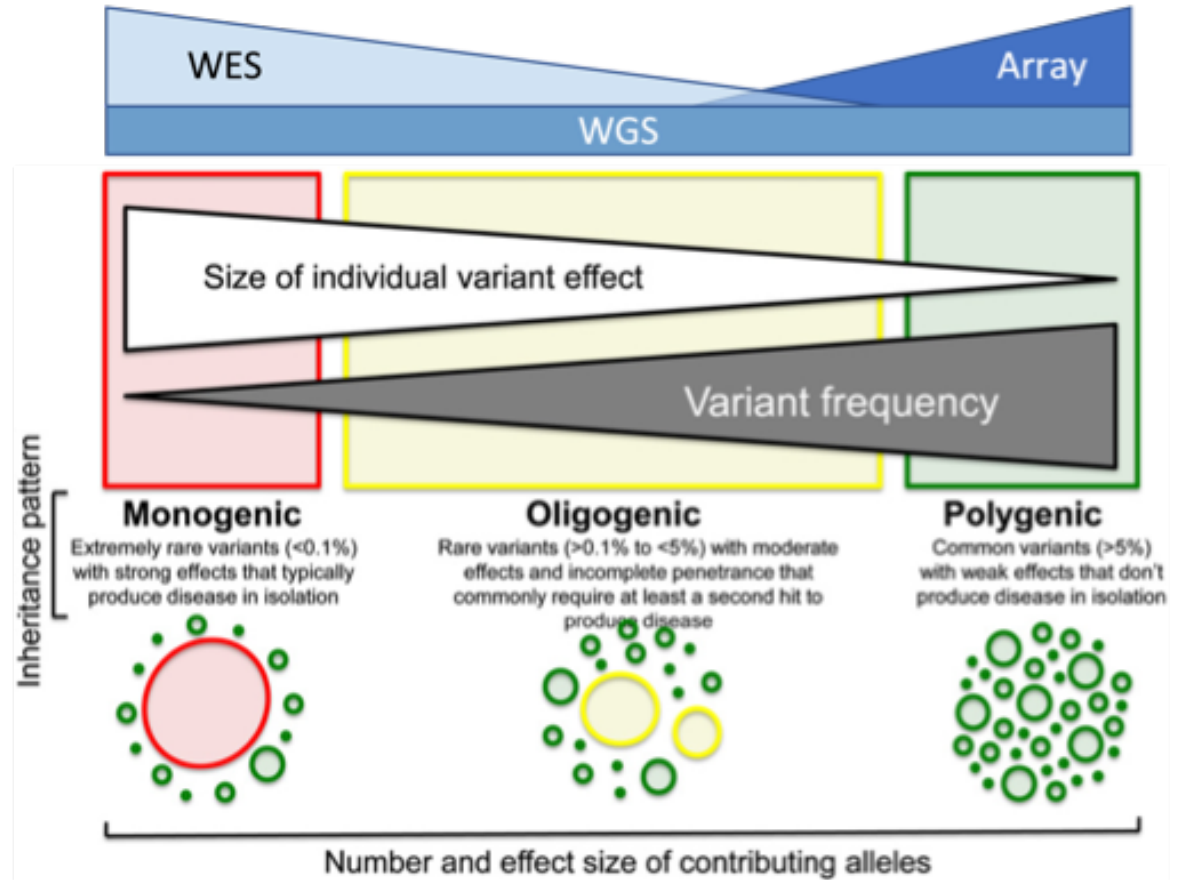 WES
Array
WGS
Size of individual variant effect
Variant frequency
Inheritance pattern
Monogenic
Extremely rare variants (<0.1%)
with strong effects that typically
produce disease in isolation
Oligogenic
Rare variants (>0.1% to <5%) with moderate
effects and incomplete penetrance that
commonly require at least a second hit to
produce disease
Polygenic
Common variants (>5%)
with weak effects that don't
produce disease in isolation
Number and effect size of contributing alleles